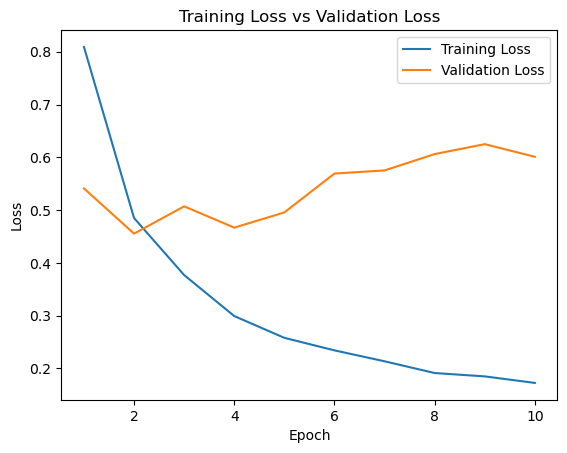 Training Loss vs Validation Loss
Training Loss
Validation Loss
0.8
0.7
0.6
0.5
0.4
0.3
0.2
Loss
2 4 6 8 10
Epoch